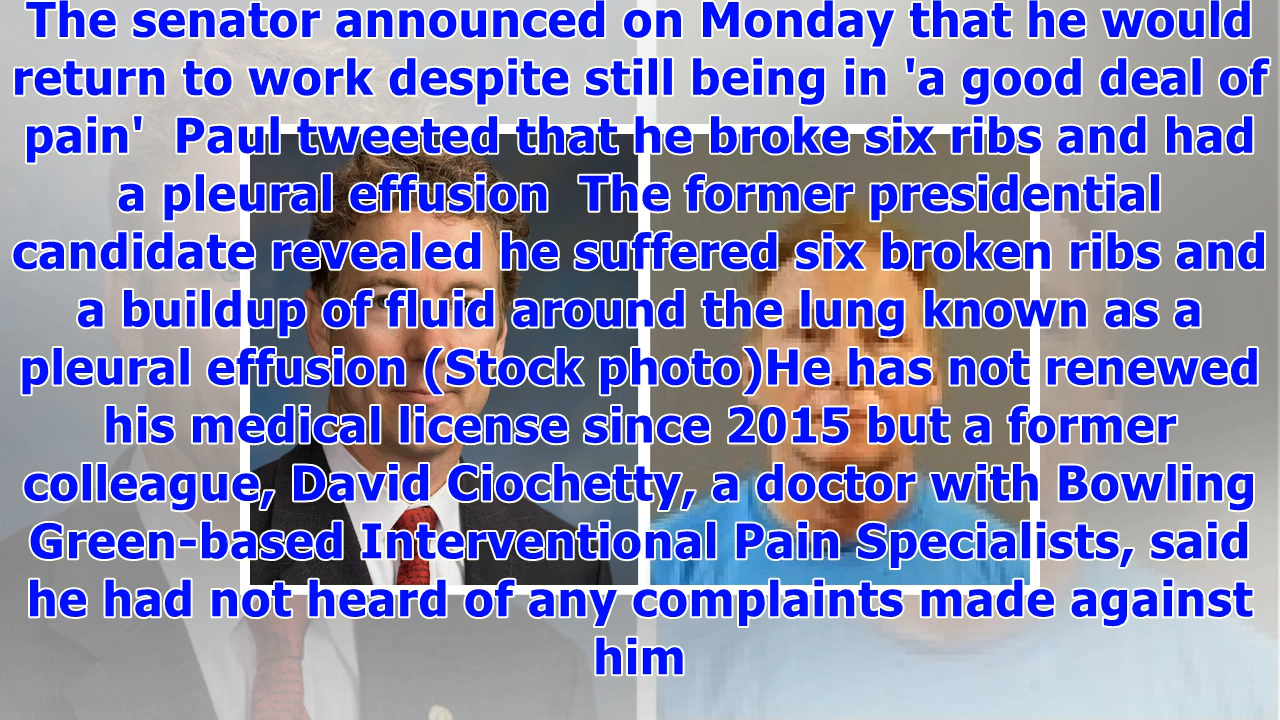 The senator announced on Monday that he would
return to work despite still being in 'a good deal of
pain'  Paul tweeted that he broke six ribs and had
a pleural effusion  The former presidential
candidate revealed he suffered six broken ribs and
a buildup of fluid around the lung known as a
pleural effusion (Stock photo)He has not renewed
his medical license since 2015 but a former
colleague, David Ciochetty, a doctor with Bowling
Green-based Interventional Pain Specialists, said
he had not heard of any complaints made against
him